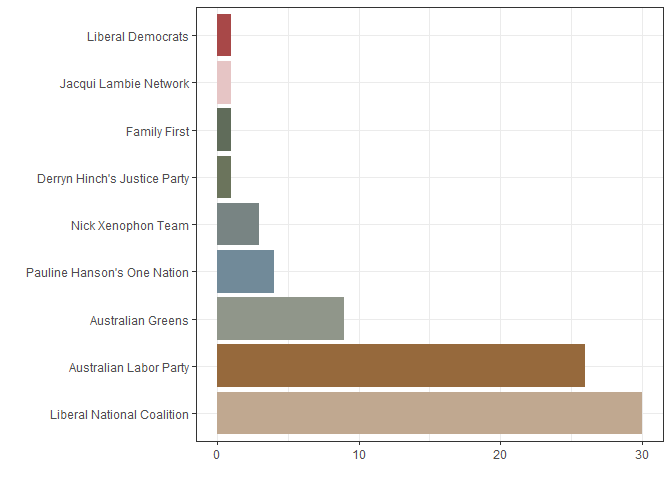 Liberal Democrats
Jacqui Lambie Network
Family First
Derryn Hinch's Justice Party
Nick Xenophon Team
Pauline Hanson's One Nation
Australian Greens
Australian Labor Party
Liberal National Coalition
0 10 20 30